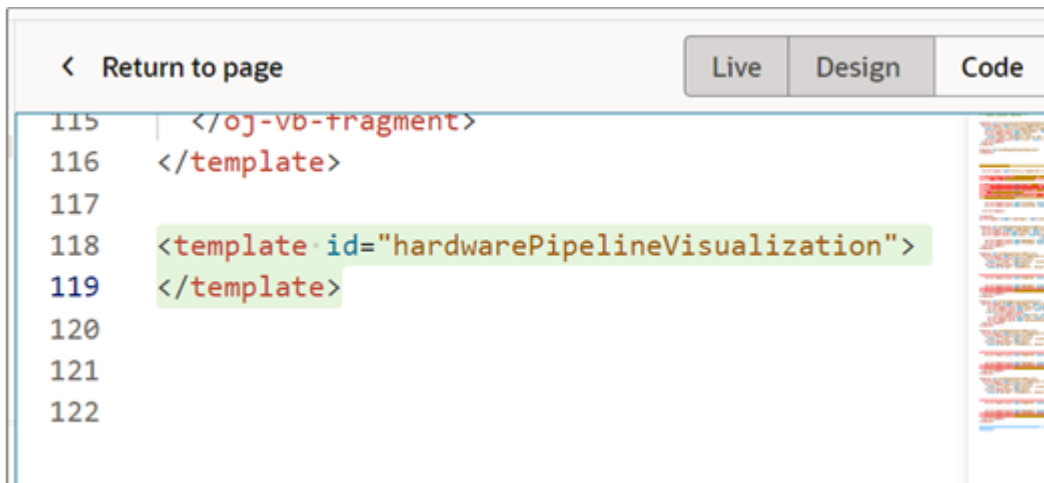 Return to page
Live Design Code
115 </oj-vb-fragment>
116 </template>
117
118 <template id="hardwarePipelineVisualization">
119 </template>
120
121
122